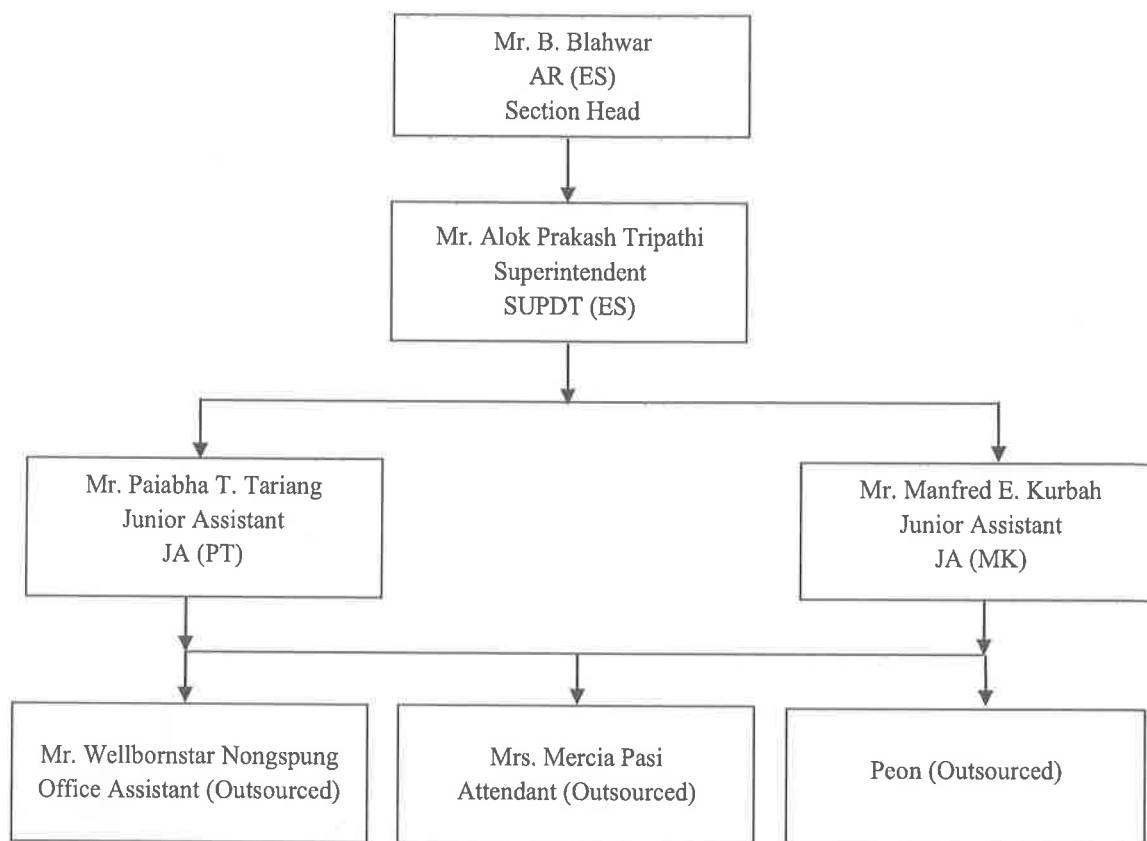 Mr. B. Blahwar
AR (ES)
Section Head
Mr. Alok Prakash Tripathi
Superintendent
SUPDT (ES)
Mr. Paiabha T. Tariang
Junior Assistant
JA (PT)
Mr. Manfred E. Kurbah
Junior Assistant
JA (MK)
Mr. Wellbornstar Nongspung
Office Assistant (Outsourced)
Mrs. Mercia Pasi
Attendant (Outsourced)
Peon (Outsourced)